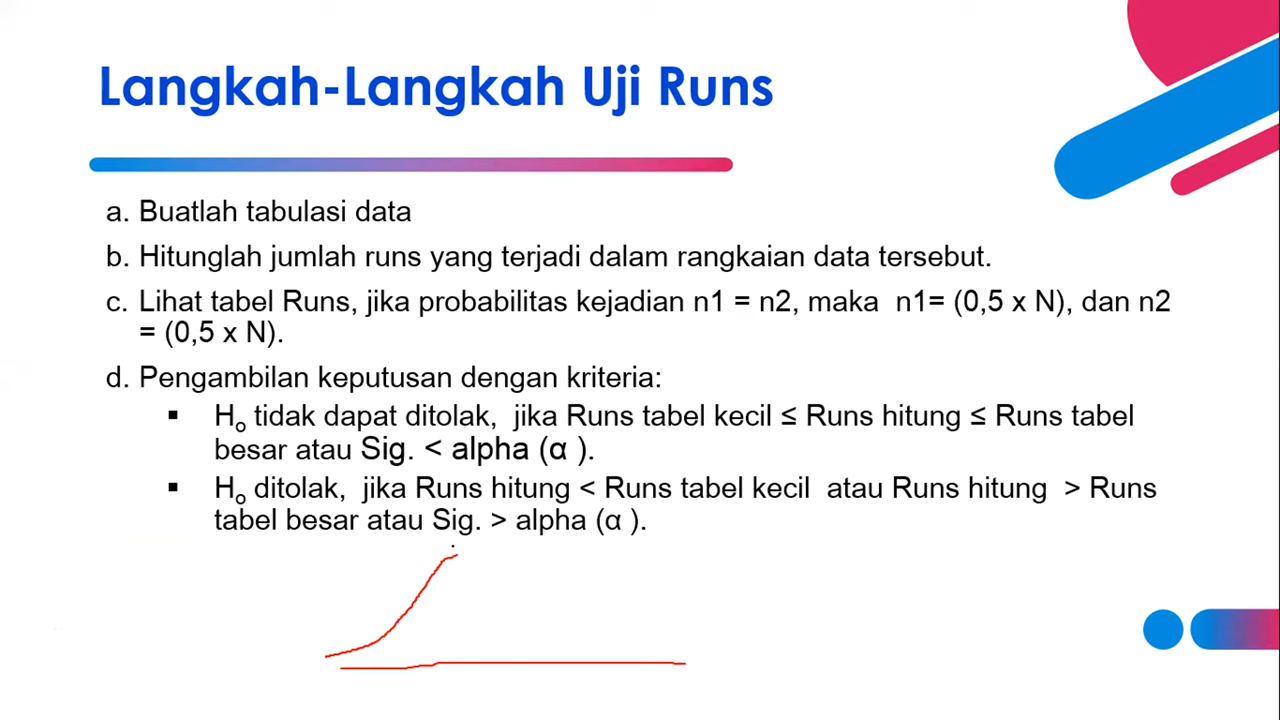 Langkah-Langkah Uji Runs
a. Buatlah tabulasi data
b. Hitunglah jumlah runs yang terjadi dalam rangkaian data tersebut.
c. Lihat tabel Runs, jika probabilitas kejadian n1 = n2, maka n1= (0,5 x N), dan n2
= (0,5 x N).
d. Pengambilan keputusan dengan kriteria:
▪ Ho tidak dapat ditolak, jika Runs tabel kecil ≤ Runs hitung ≤ Runs tabel
besar atau Sig. < alpha (α ).
▪ Ho ditolak, jika Runs hitung < Runs tabel kecil atau Runs hitung > Runs
tabel besar atau Sig. > alpha (α ).